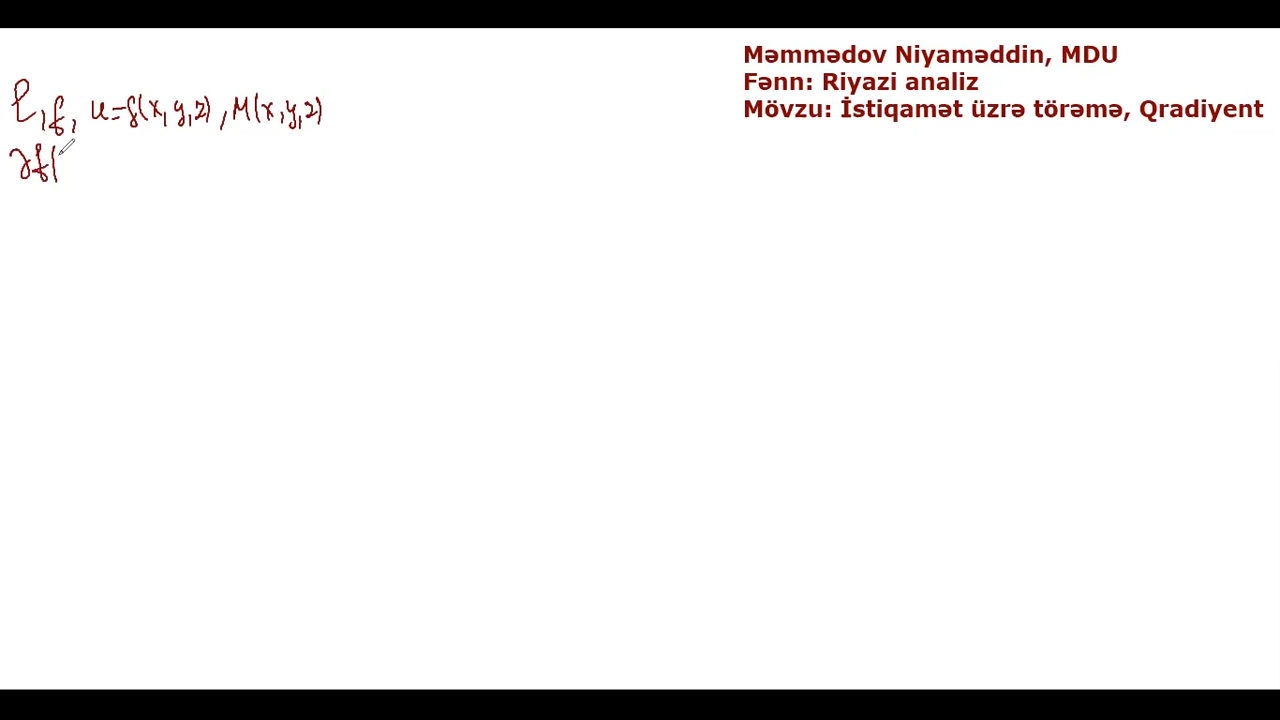 Məmmədov Niyaməddin, MDU
Fənn: Riyazi analiz
Mövzu: İstiqamət üzrə törəmə, Qradiyent
ℓ, f, u=f(x,y,z), M(x,y,z)
∂f(